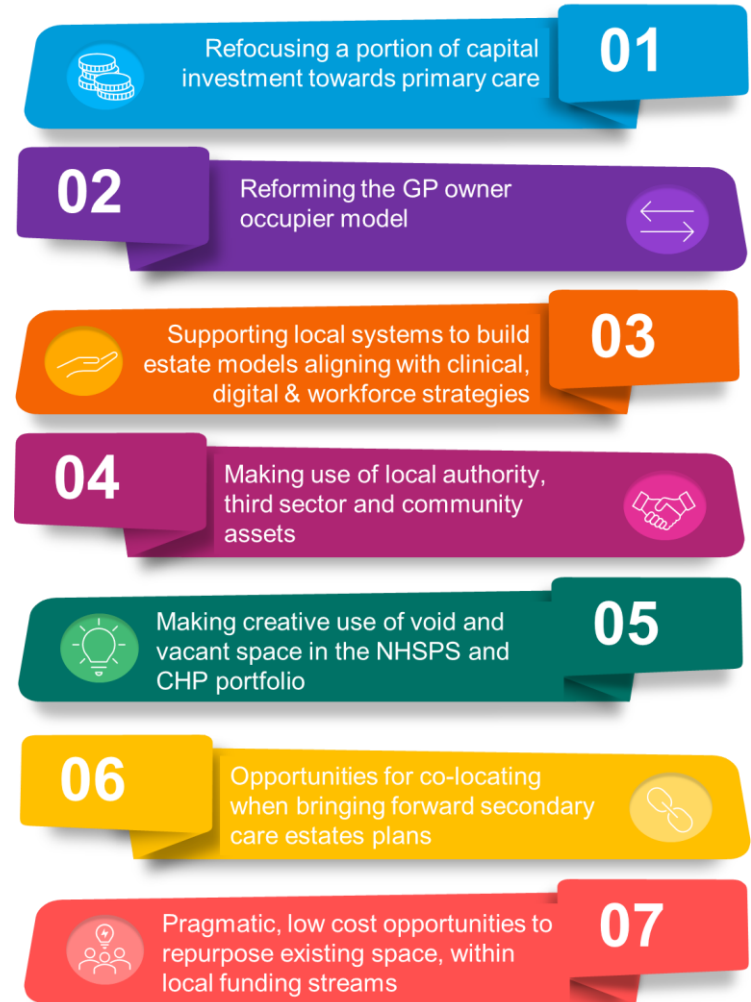 01
Refocusing a portion of capital
investment towards primary care
02
Reforming the GP owner
occupier model
03
Supporting local systems to build
estate models aligning with clinical,
digital & workforce strategies
04
Making use of local authority,
third sector and community
assets
05
Making creative use of void and
vacant space in the NHSPS and
CHP portfolio
06
Opportunities for co-locating
when bringing forward secondary
care estates plans
07
Pragmatic, low cost opportunities to
repurpose existing space, within
local funding streams